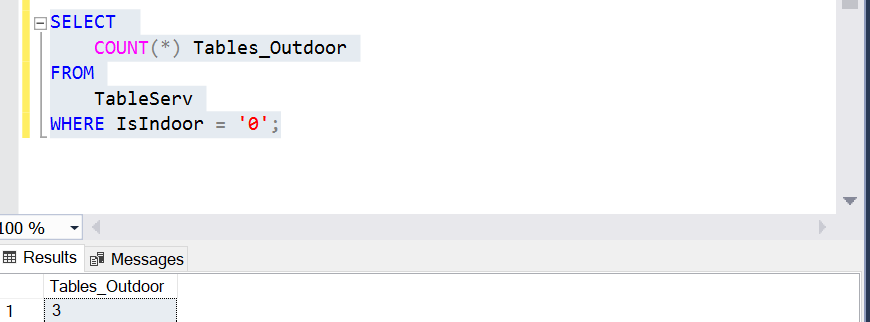 SELECT
COUNT(*) Tables_Outdoor
FROM
TableServ
WHERE IsIndoor = '0';
100 %
Results Messages
Tables_Outdoor
1 3